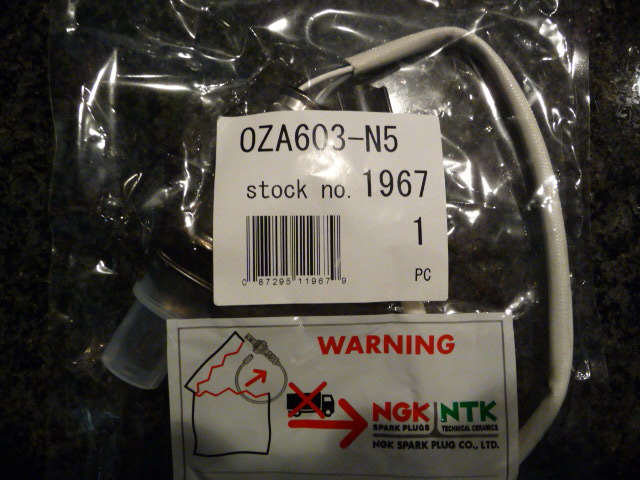 OZA603-N5
stock no. 1967
1
PC
0 87295 11967 9
WARNING
NGK NTK
SPARK PLUGS TECHNICAL CERAMICS
NGK SPARK PLUG CO., LTD.